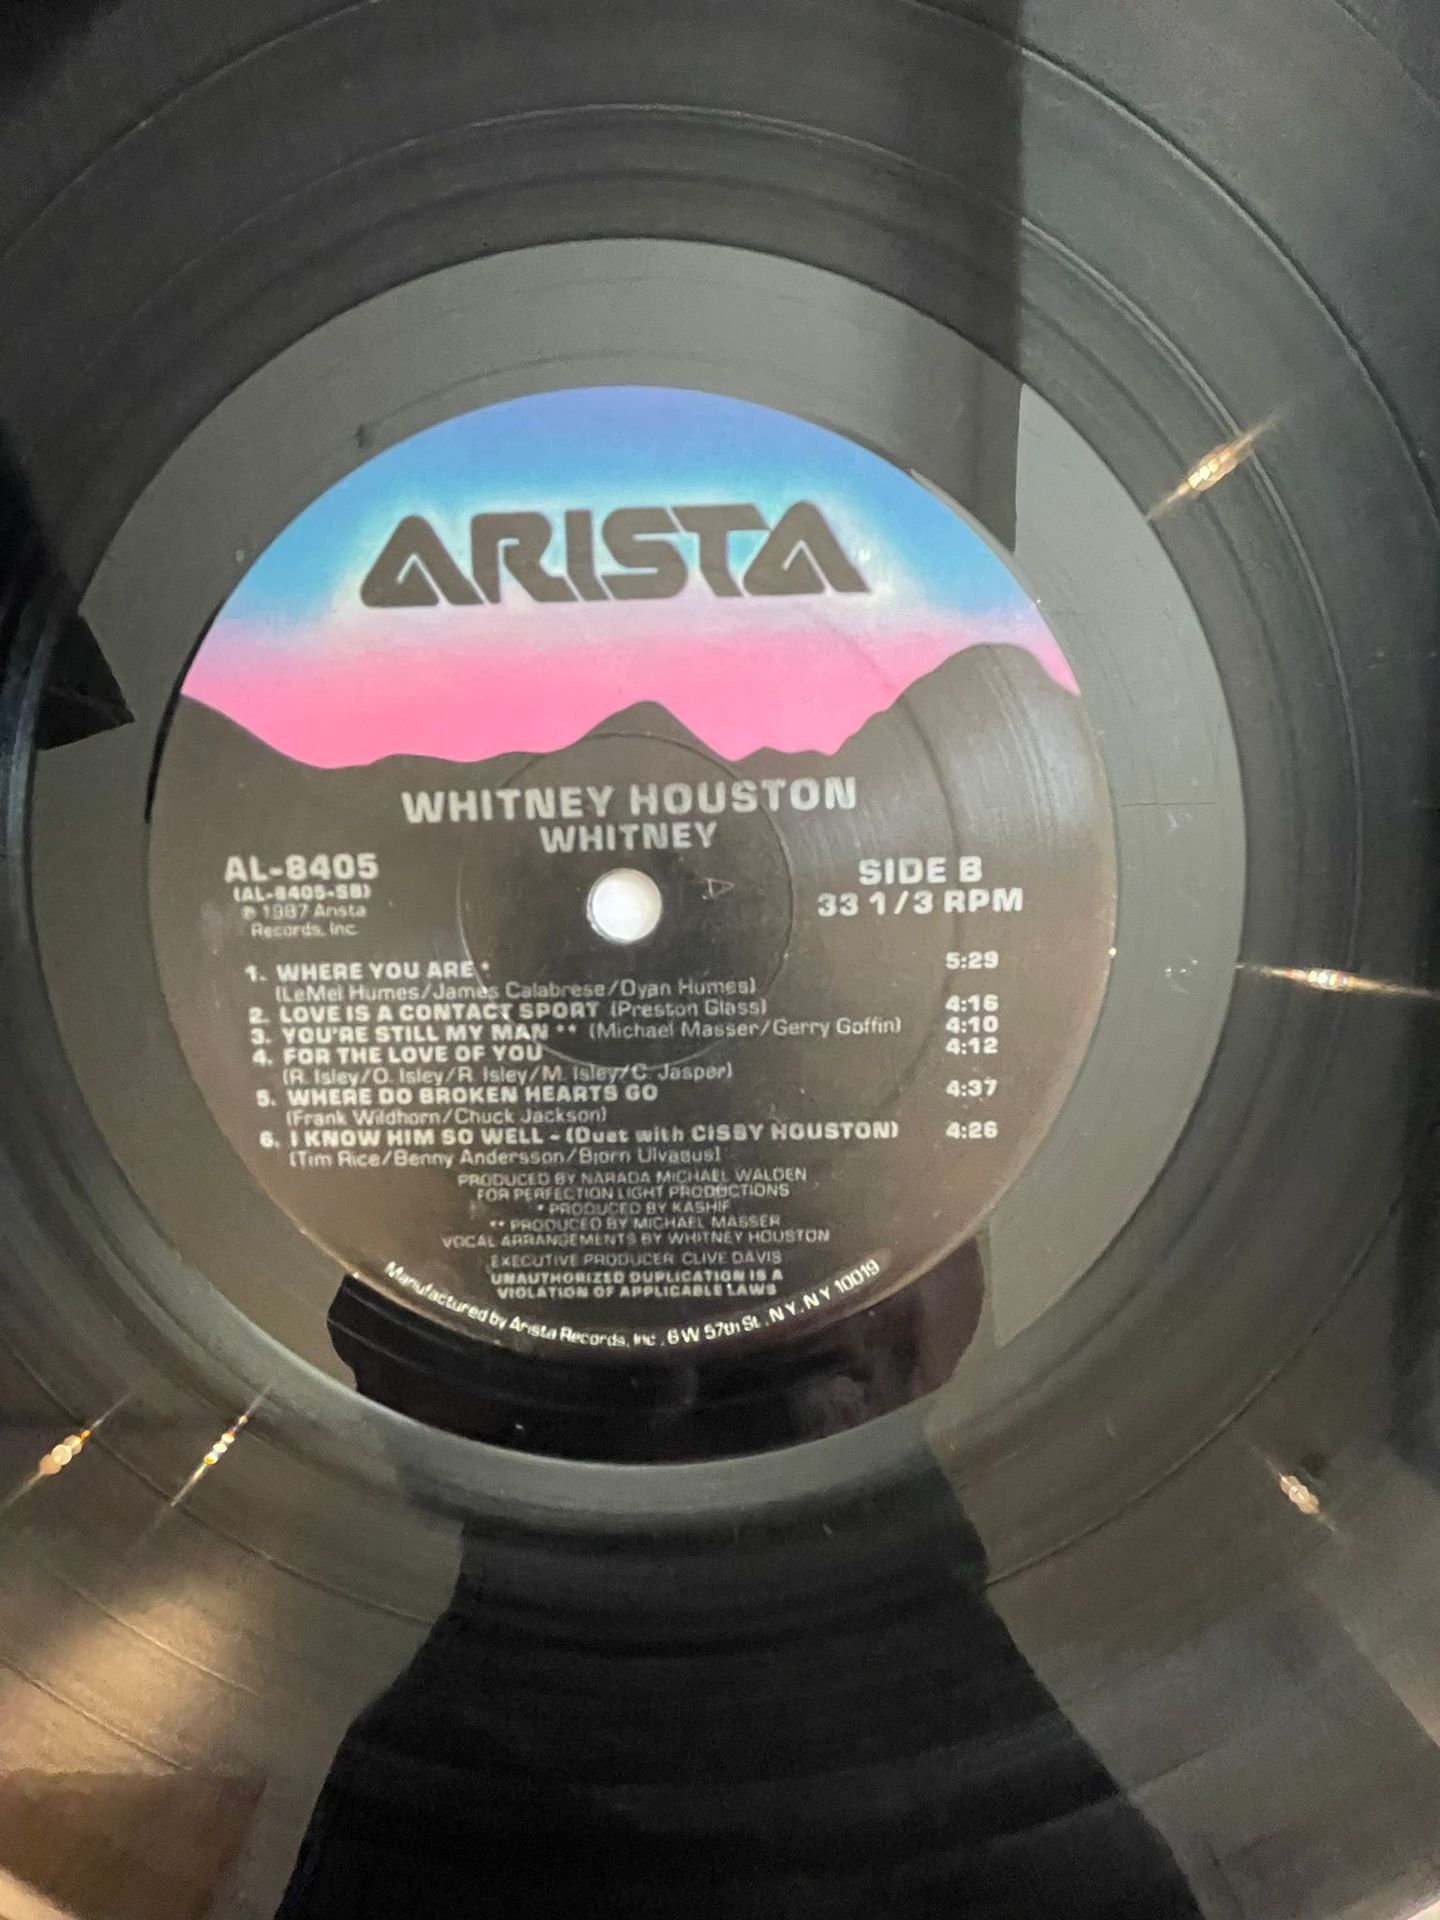 ARISTA
WHITNEY HOUSTON
WHITNEY
AL-8405
(AL-8405-SB)
℗ 1987 Arista
Records, Inc.
SIDE B
33 1/3 RPM
1. WHERE YOU ARE * 5:29
(LeMel Humes/James Calabrese/Dyan Humes)
2. LOVE IS A CONTACT SPORT (Preston Glass) 4:16
3. YOU'RE STILL MY MAN ** (Michael Masser/Gerry Goffin) 4:10
4. FOR THE LOVE OF YOU 4:12
(R. Isley/O. Isley/R. Isley/M. Isley/C. Jasper)
5. WHERE DO BROKEN HEARTS GO 4:37
(Frank Wildhorn/Chuck Jackson)
6. I KNOW HIM SO WELL - (Duet with CISSY HOUSTON) 4:26
(Tim Rice/Benny Andersson/Bjorn Ulvaeus)
PRODUCED BY NARADA MICHAEL WALDEN
FOR PERFECTION LIGHT PRODUCTIONS
* PRODUCED BY KASHIF
** PRODUCED BY MICHAEL MASSER
VOCAL ARRANGEMENTS BY WHITNEY HOUSTON
EXECUTIVE PRODUCER: CLIVE DAVIS
UNAUTHORIZED DUPLICATION IS A
VIOLATION OF APPLICABLE LAWS
Manufactured by Arista Records, Inc., 6 W 57th St., N.Y., N.Y. 10019